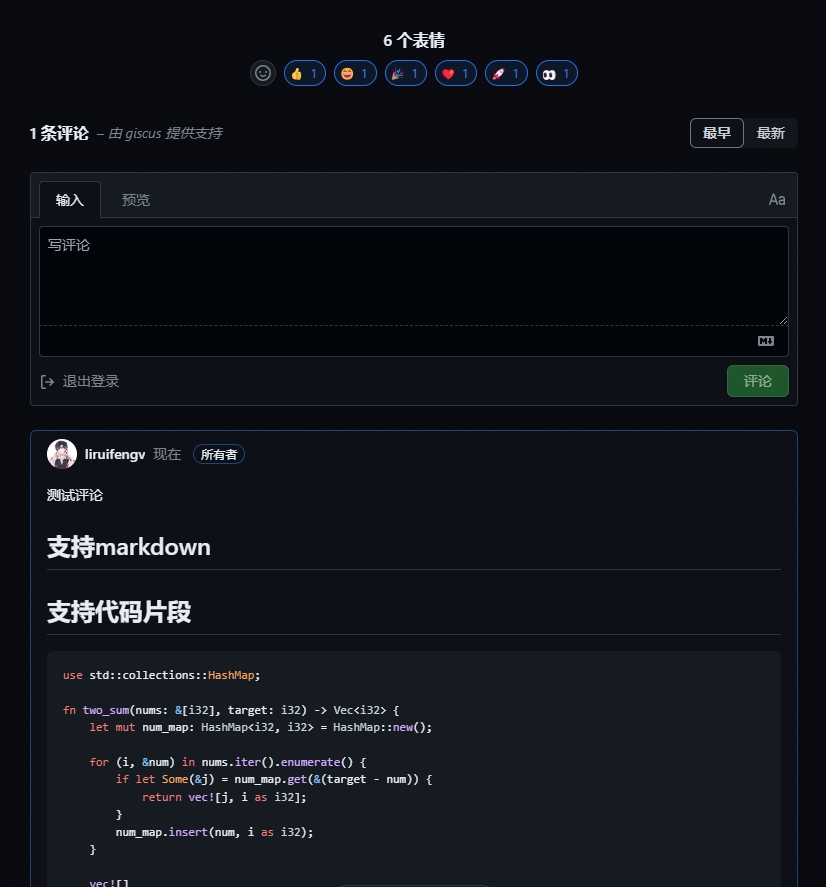 6 个表情
👍 1 😄 1 🎉 1 ❤️ 1 🚀 1 👀 1
1 条评论 – 由 giscus 提供支持
最早 最新
输入 预览 Aa
写评论
M↓
退出登录 评论
liruifengv 现在 所有者
测试评论
支持markdown
支持代码片段
use std::collections::HashMap;
fn two_sum(nums: &[i32], target: i32) -> Vec<i32> {
    let mut num_map: HashMap<i32, i32> = HashMap::new();
    for (i, &num) in nums.iter().enumerate() {
        if let Some(&j) = num_map.get(&(target - num)) {
            return vec![j, i as i32];
        }
        num_map.insert(num, i as i32);
    }
    vec![]